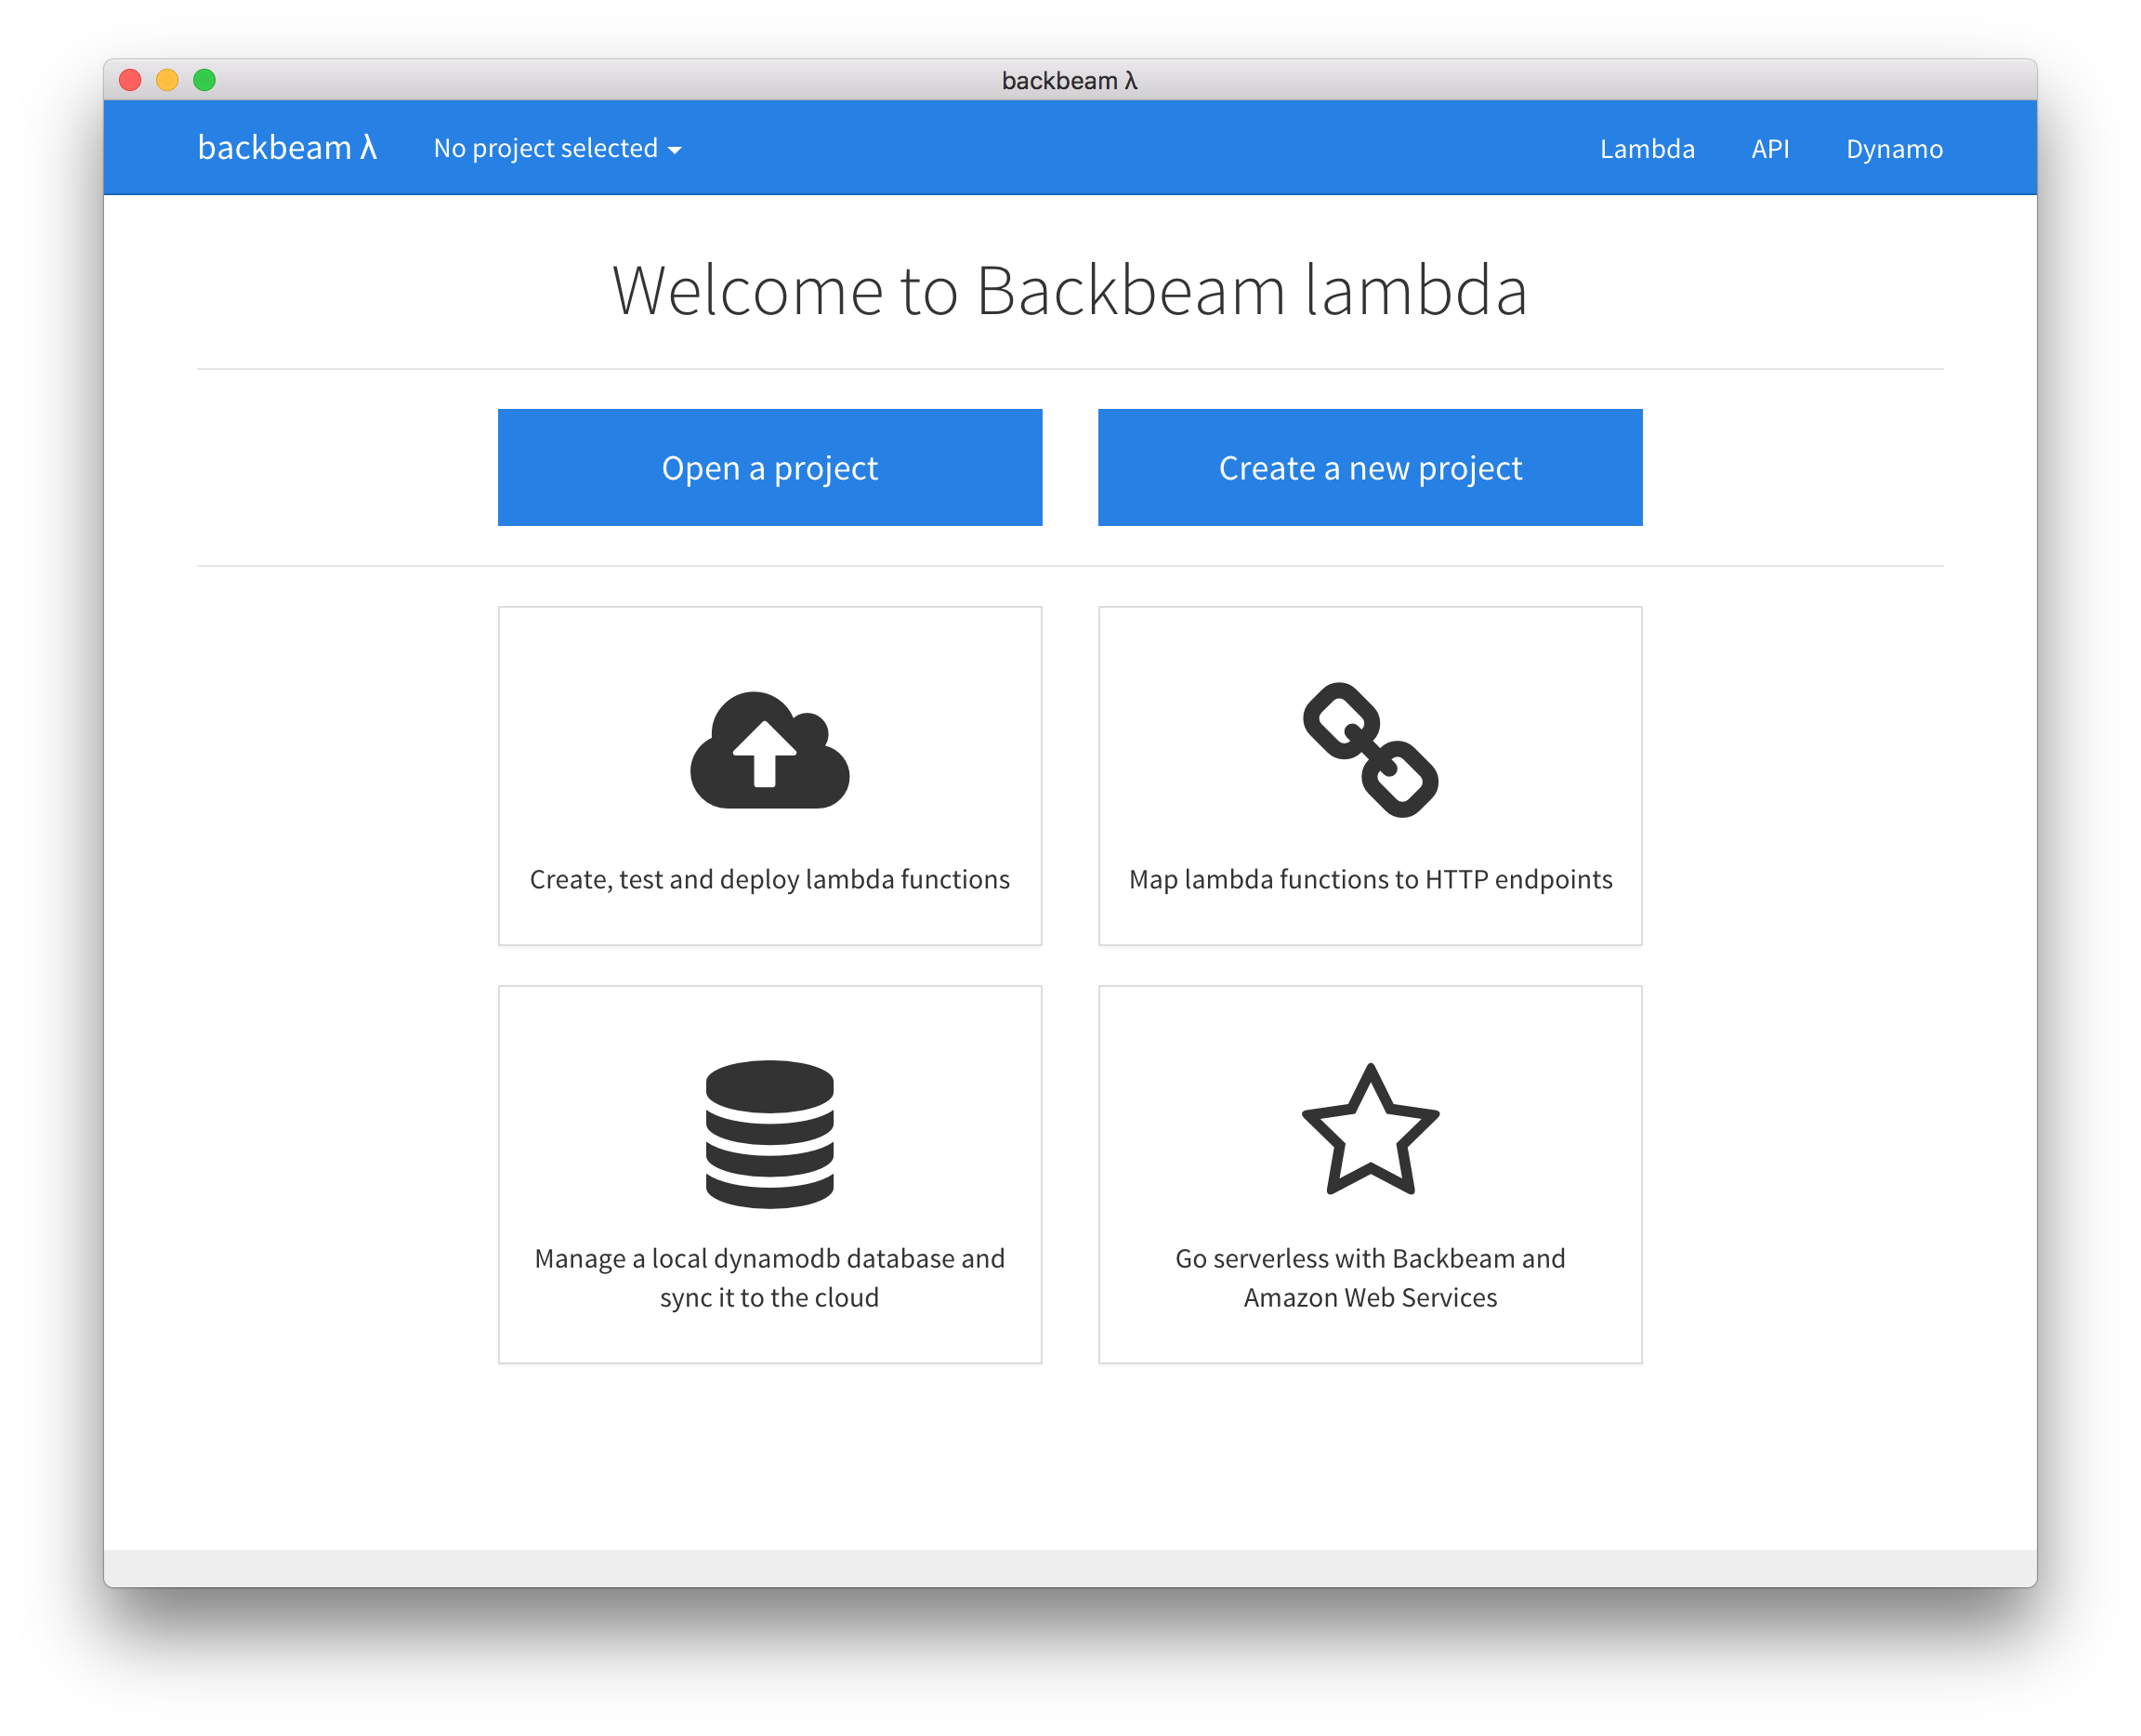 backbeam λ
backbeam λ
No project selected
Lambda
API
Dynamo
Welcome to Backbeam lambda
Open a project
Create a new project
Create, test and deploy lambda functions
Map lambda functions to HTTP endpoints
Manage a local dynamodb database and
sync it to the cloud
Go serverless with Backbeam and
Amazon Web Services